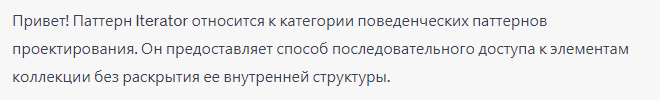 Привет! Паттерн Iterator относится к категории поведенческих паттернов
проектирования. Он предоставляет способ последовательного доступа к элементам
коллекции без раскрытия ее внутренней структуры.